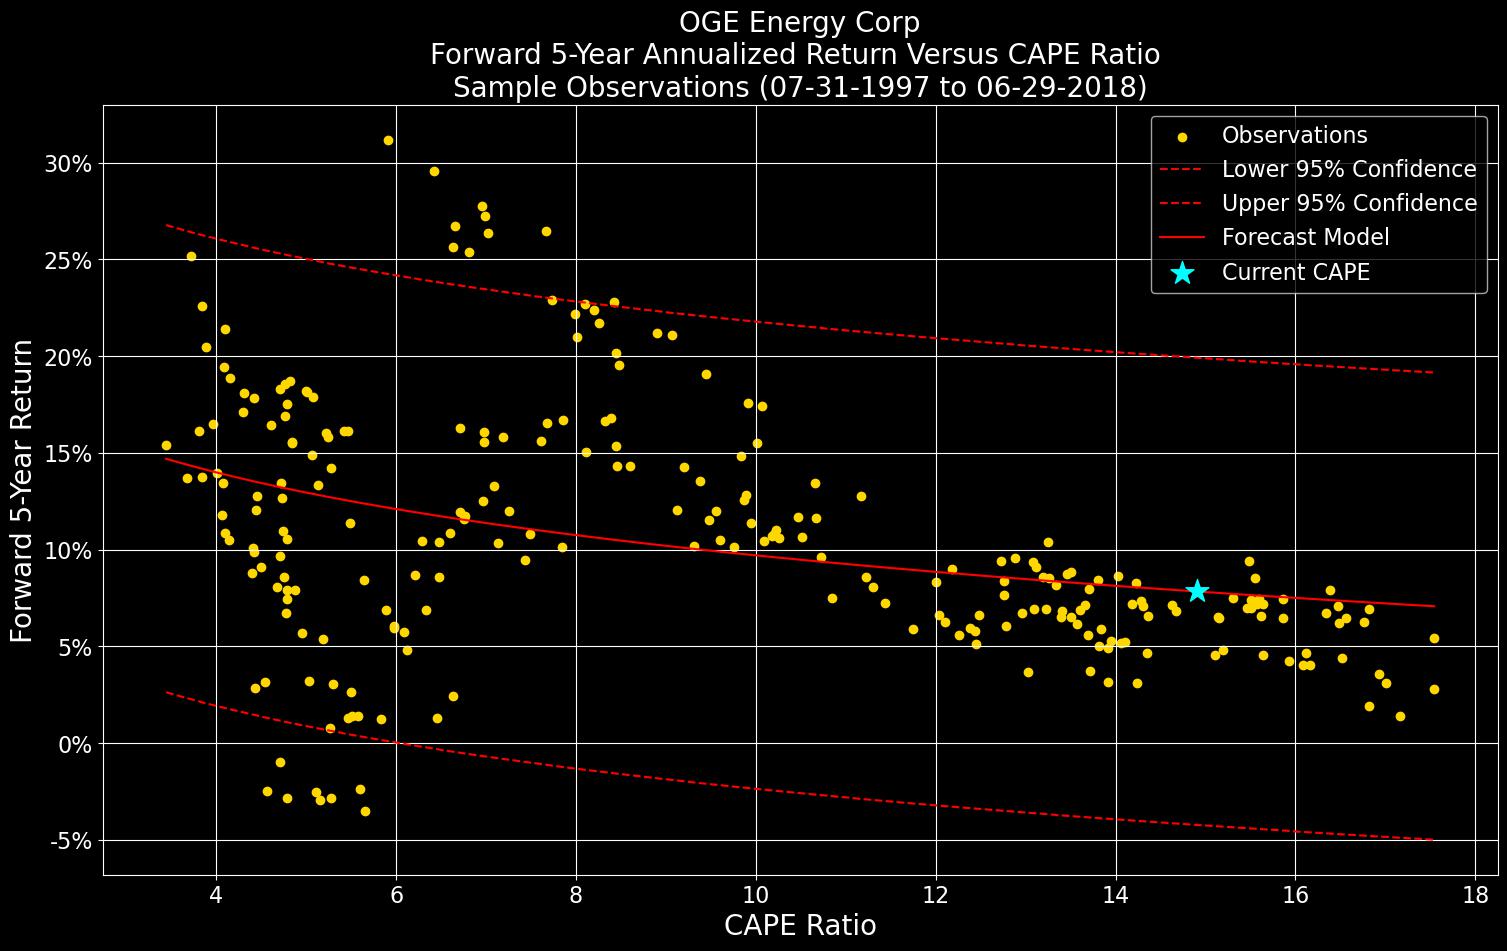 OGE Energy Corp
Forward 5-Year Annualized Return Versus CAPE Ratio
Sample Observations (07-31-1997 to 06-29-2018)
Observations
Lower 95% Confidence
Upper 95% Confidence
Forecast Model
Current CAPE
Forward 5-Year Return
30%
25%
20%
15%
10%
5%
0%
-5%
4 6 8 10 12 14 16 18
CAPE Ratio